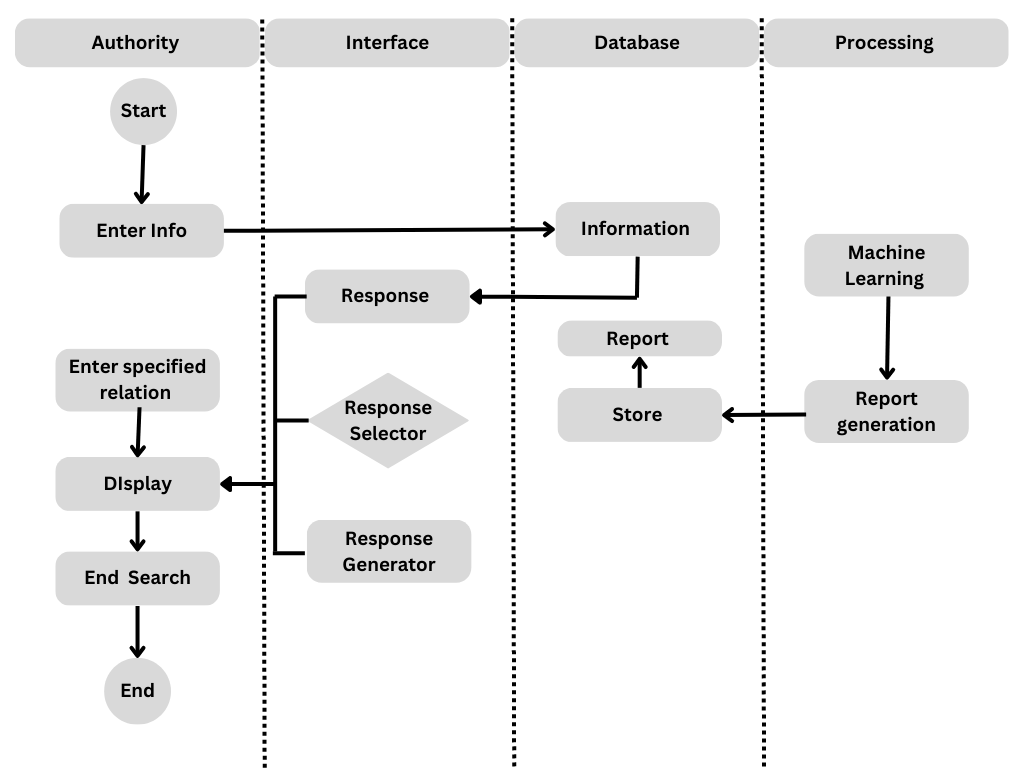 Authority
Interface
Database
Processing
Start
Enter Info
Information
Machine
Learning
Response
Report
Enter specified
relation
Response
Selector
Store
Report
generation
DIsplay
Response
Generator
End Search
End